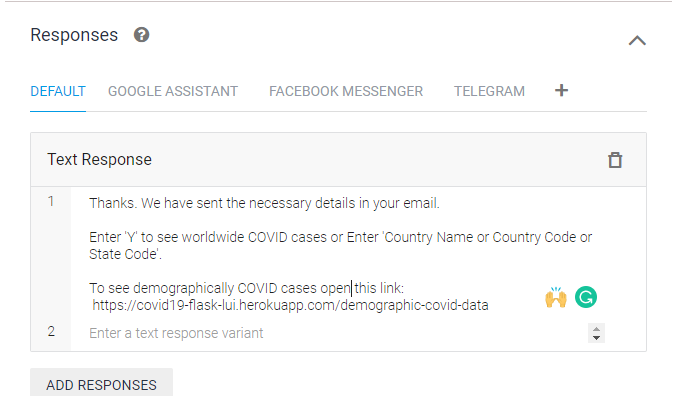 Responses ?
DEFAULT GOOGLE ASSISTANT FACEBOOK MESSENGER TELEGRAM +
Text Response
1 Thanks. We have sent the necessary details in your email.
Enter 'Y' to see worldwide COVID cases or Enter 'Country Name or Country Code or
State Code'.
To see demographically COVID cases open this link:
https://covid19-flask-lui.herokuapp.com/demographic-covid-data
2 Enter a text response variant
ADD RESPONSES